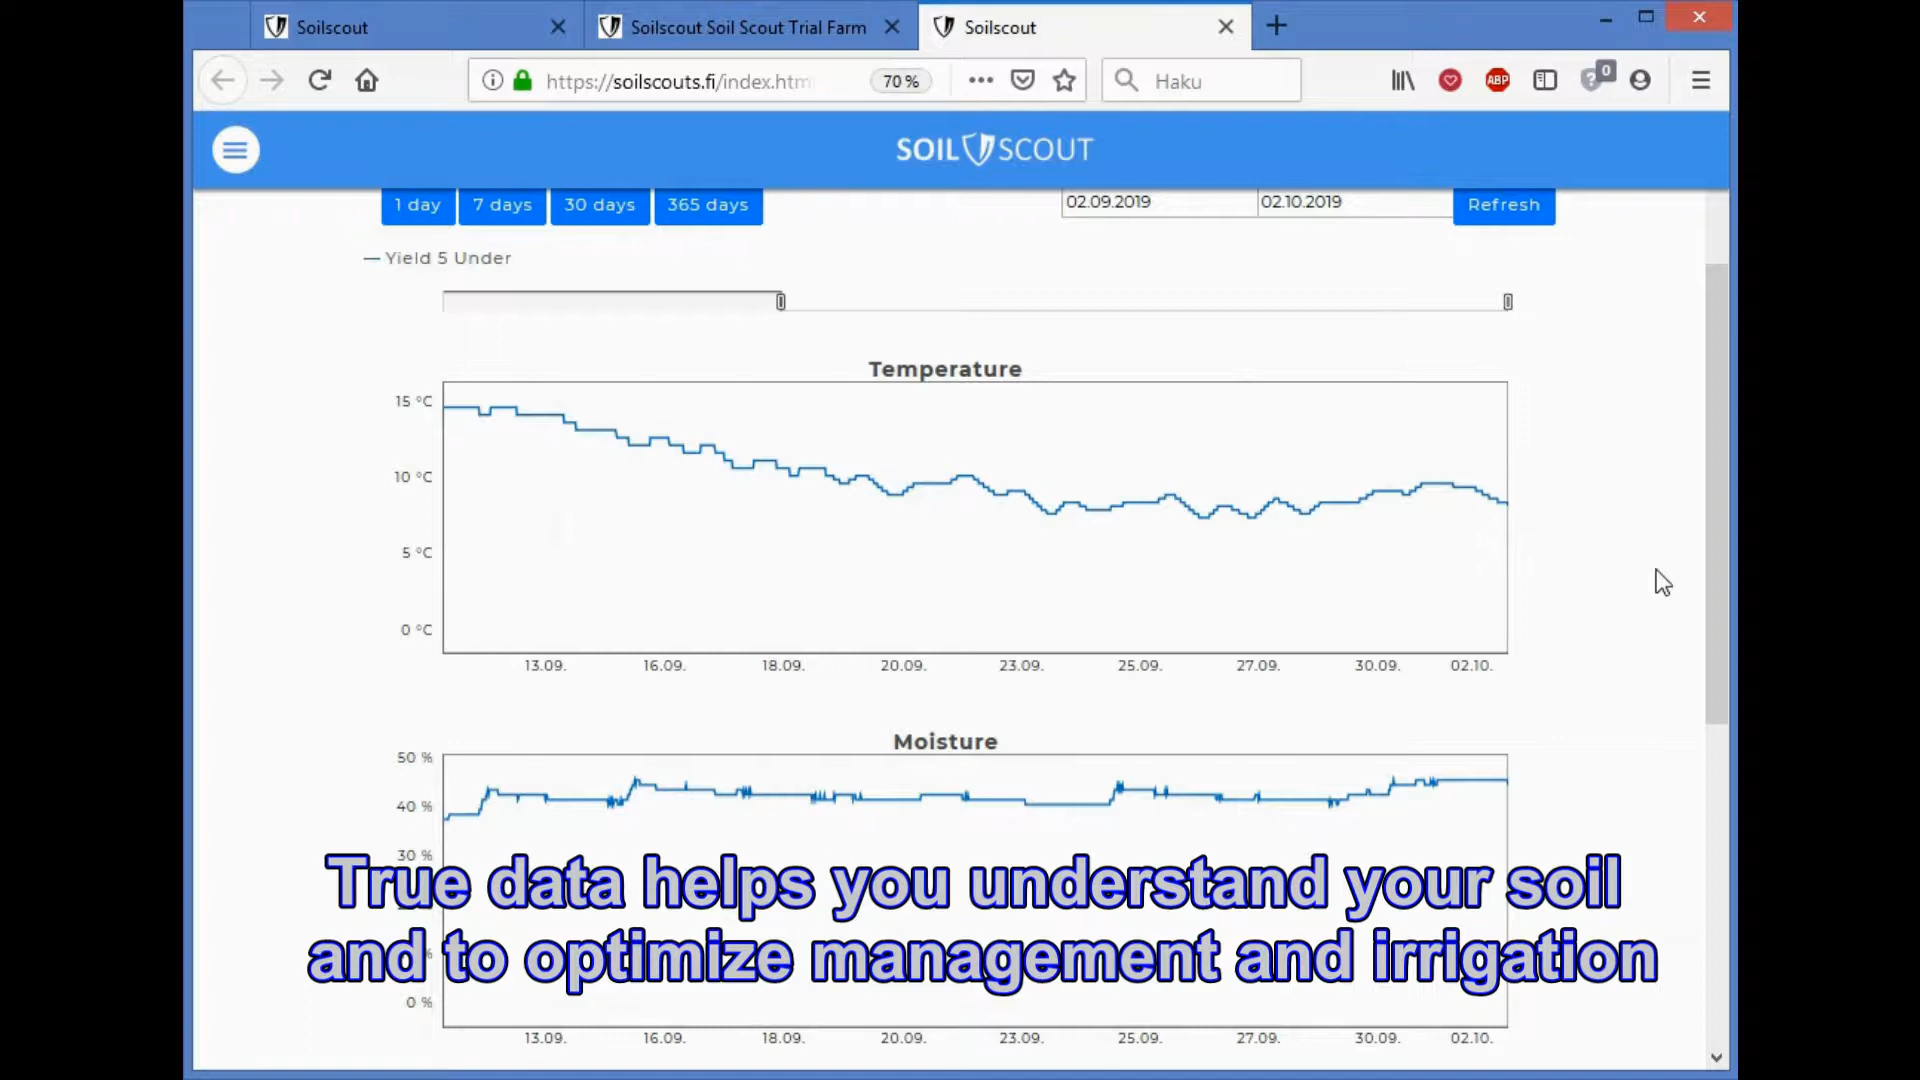 Soilscout
Soilscout Soil Scout Trial Farm
Soilscout
https://soilscouts.fi/index.htm
70 %
Haku
ABP
0
SOIL SCOUT
1 day
7 days
30 days
365 days
02.09.2019
02.10.2019
Refresh
Yield 5 Under
Temperature
15 °C
10 °C
5 °C
0 °C
13.09. 16.09. 18.09. 20.09. 23.09. 25.09. 27.09. 30.09. 02.10.
Moisture
50 %
40 %
30 %
True data helps you understand your soil
and to optimize management and irrigation
0 %
13.09. 16.09. 18.09. 20.09. 23.09. 25.09. 27.09. 30.09. 02.10.